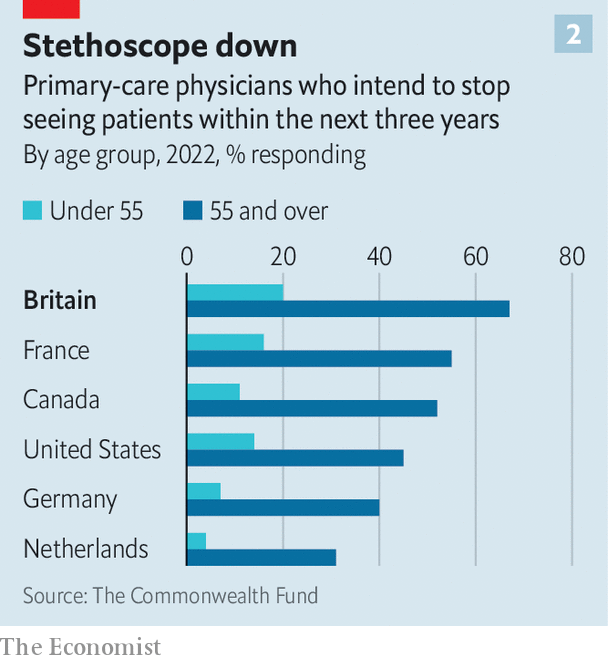 2
Stethoscope down
Primary-care physicians who intend to stop
seeing patients within the next three years
By age group, 2022, % responding
Under 55 55 and over
0 20 40 60 80
Britain
France
Canada
United States
Germany
Netherlands
Source: The Commonwealth Fund
The Economist